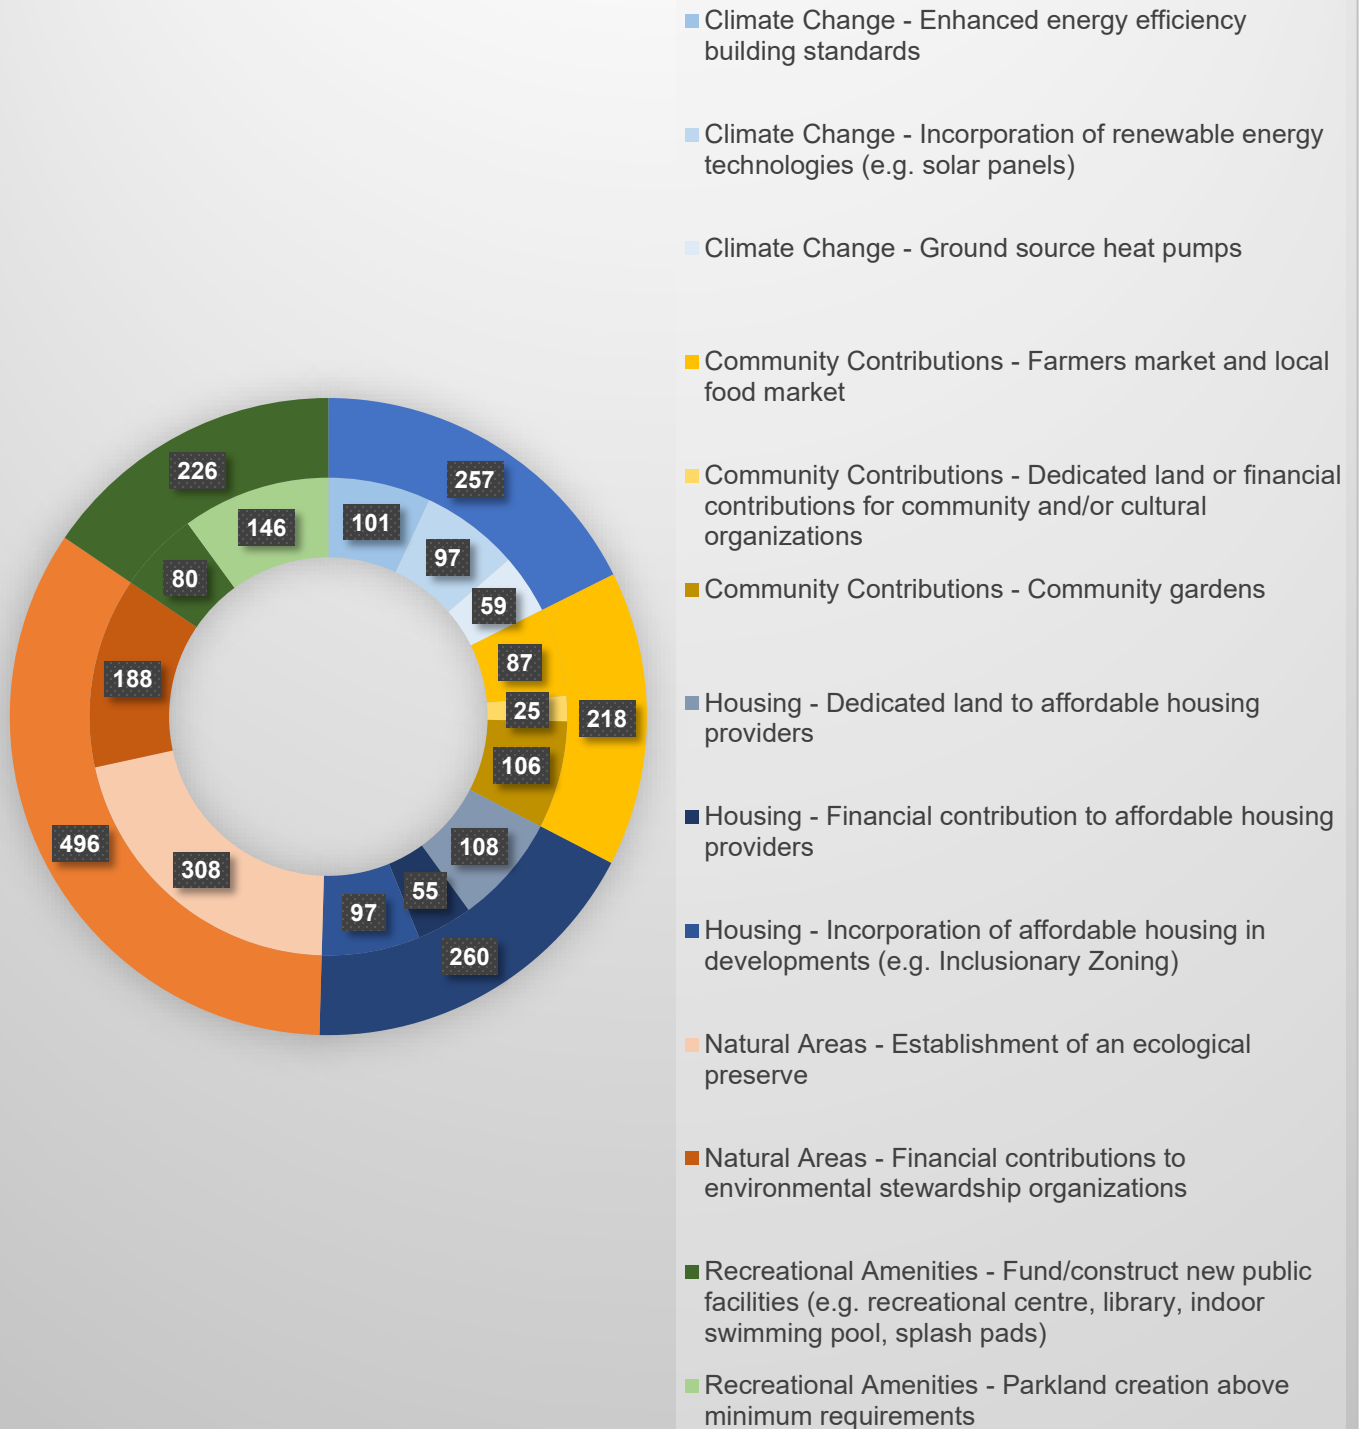 Climate Change - Enhanced energy efficiency
building standards
Climate Change - Incorporation of renewable energy
technologies (e.g. solar panels)
Climate Change - Ground source heat pumps
Community Contributions - Farmers market and local
food market
Community Contributions - Dedicated land or financial
contributions for community and/or cultural
organizations
Community Contributions - Community gardens
Housing - Dedicated land to affordable housing
providers
Housing - Financial contribution to affordable housing
providers
Housing - Incorporation of affordable housing in
developments (e.g. Inclusionary Zoning)
Natural Areas - Establishment of an ecological
preserve
Natural Areas - Financial contributions to
environmental stewardship organizations
Recreational Amenities - Fund/construct new public
facilities (e.g. recreational centre, library, indoor
swimming pool, splash pads)
Recreational Amenities - Parkland creation above
minimum requirements
226
257
146
101
97
80
59
87
188
25
218
106
496
108
308
55
97
260